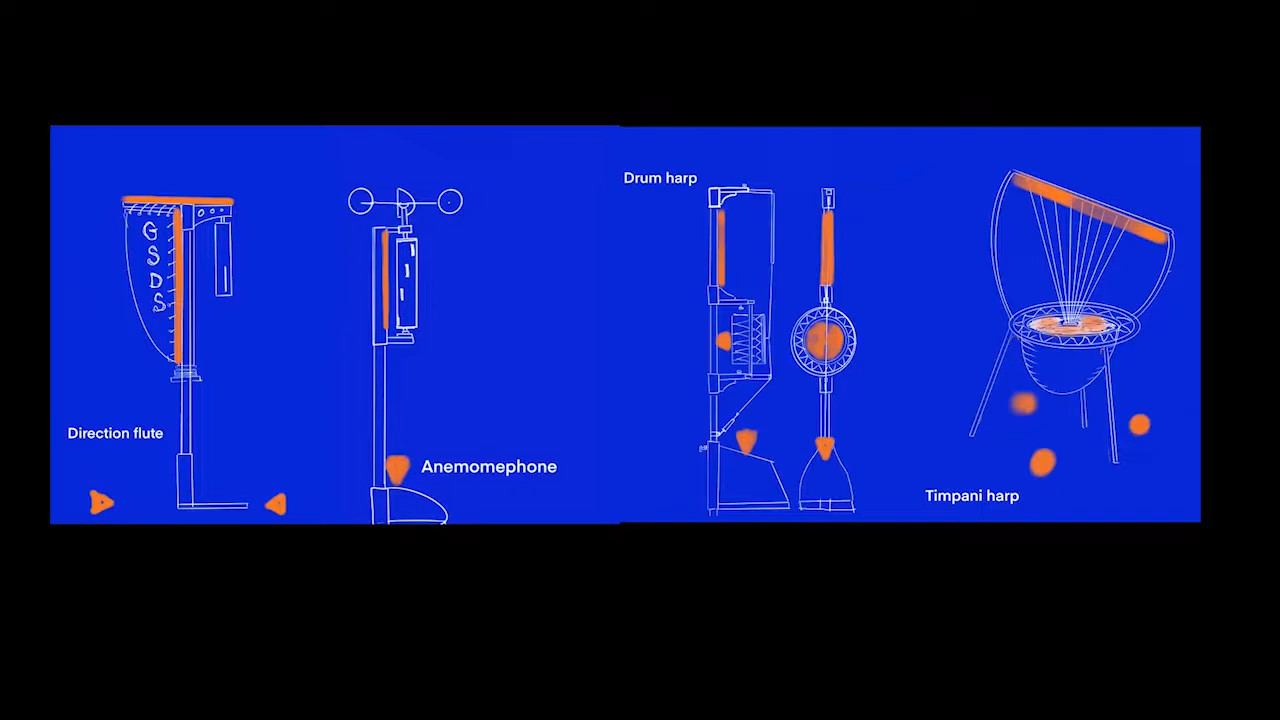 G
S
D
S
Direction flute
Anemomephone
Drum harp
Timpani harp